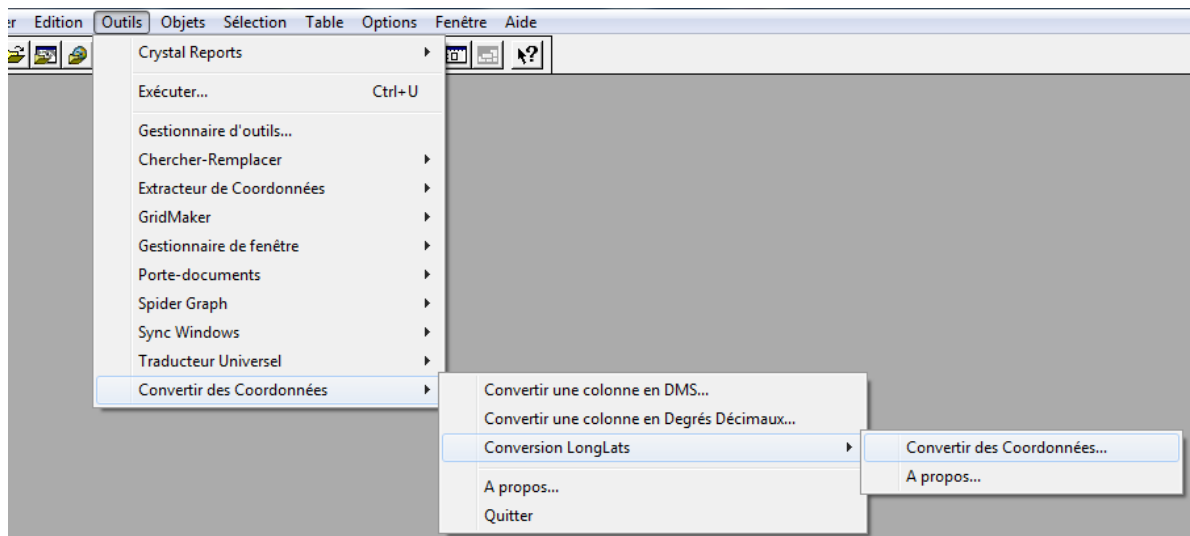 er Edition Outils Objets Sélection Table Options Fenêtre Aide
Crystal Reports
Exécuter... Ctrl+U
Gestionnaire d'outils...
Chercher-Remplacer
Extracteur de Coordonnées
GridMaker
Gestionnaire de fenêtre
Porte-documents
Spider Graph
Sync Windows
Traducteur Universel
Convertir des Coordonnées
Convertir une colonne en DMS...
Convertir une colonne en Degrés Décimaux...
Conversion LongLats
A propos...
Quitter
Convertir des Coordonnées...
A propos...